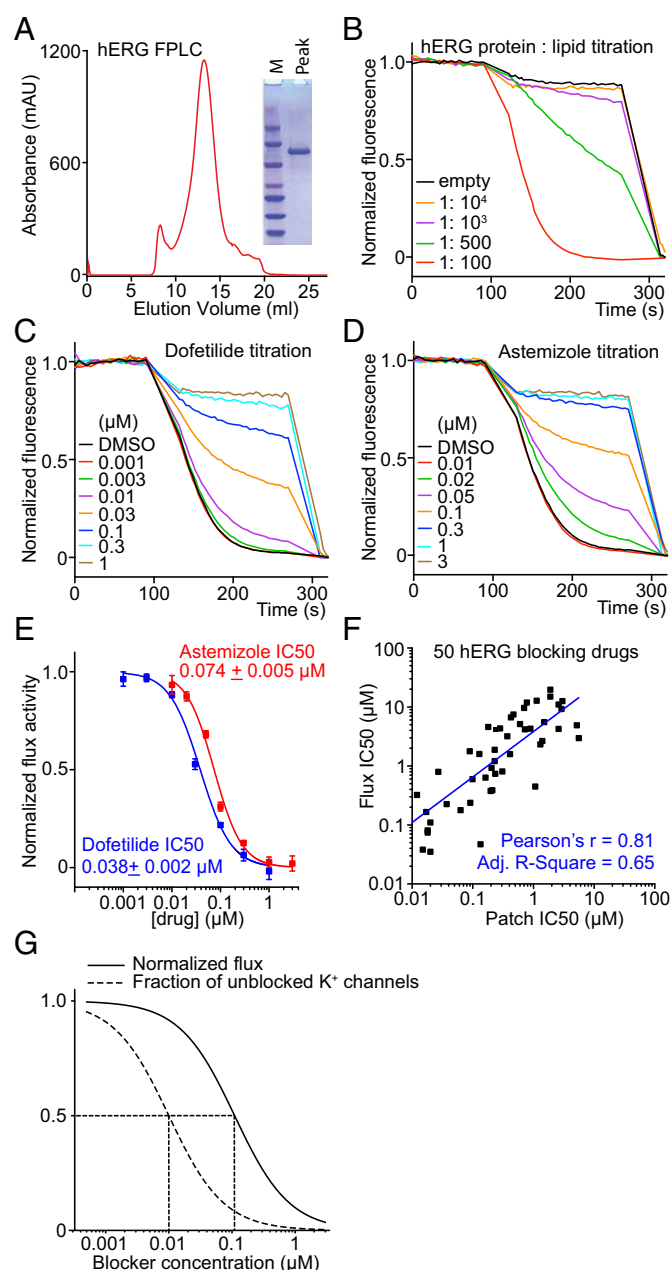 A
hERG FPLC
M
Peak
1200
600
0
Absorbance (mAU)
0 5 10 15 20 25
Elution Volume (ml)
B
hERG protein : lipid titration
1.0
0.5
0
Normalized fluorescence
empty
1: 10⁴
1: 10³
1: 500
1: 100
0 100 200 300
Time (s)
C
Dofetilide titration
1.0
0.5
0
Normalized fluorescence
(µM)
DMSO
0.001
0.003
0.01
0.03
0.1
0.3
1
0 100 200 300
Time (s)
D
Astemizole titration
1.0
0.5
0
Normalized fluorescence
(µM)
DMSO
0.01
0.02
0.05
0.1
0.3
1
3
0 100 200 300
Time (s)
E
Astemizole IC50
0.074 ± 0.005 µM
1.0
0.5
0
Normalized flux activity
Dofetilide IC50
0.038± 0.002 µM
0.001 0.01 0.1 1
[drug] (µM)
F
50 hERG blocking drugs
100
10
1
0.1
0.01
Flux IC50 (µM)
Pearson's r = 0.81
Adj. R-Square = 0.65
0.01 0.1 1 10 100
Patch IC50 (µM)
G
Normalized flux
Fraction of unblocked K⁺ channels
1.0
0.5
0
0.001 0.01 0.1 1
Blocker concentration (µM)